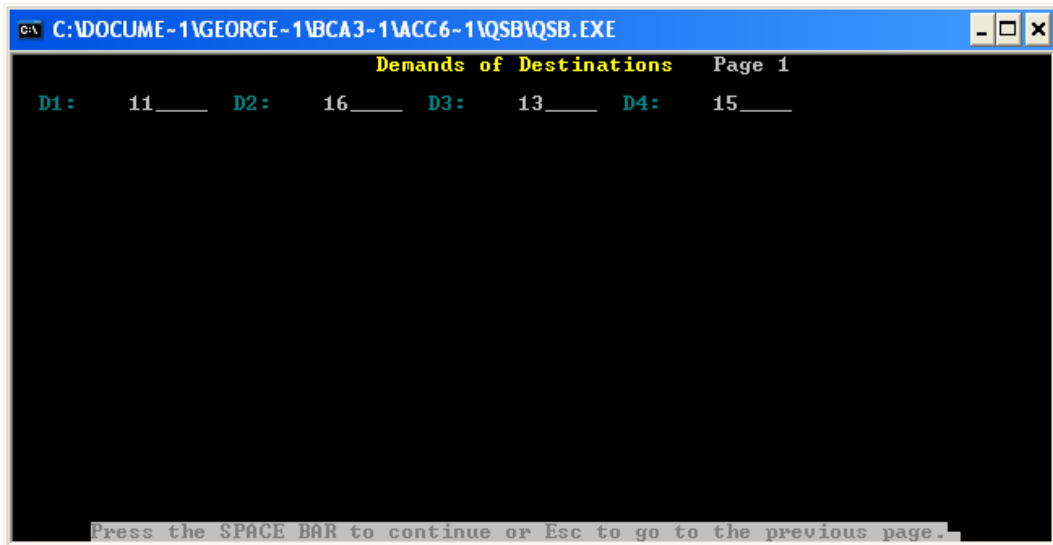 C:\DOCUME~1\GEORGE~1\BCA3~1\ACC6~1\QSB\QSB.EXE
Demands of Destinations Page 1
D1: 11____ D2: 16____ D3: 13____ D4: 15____
Press the SPACE BAR to continue or Esc to go to the previous page.